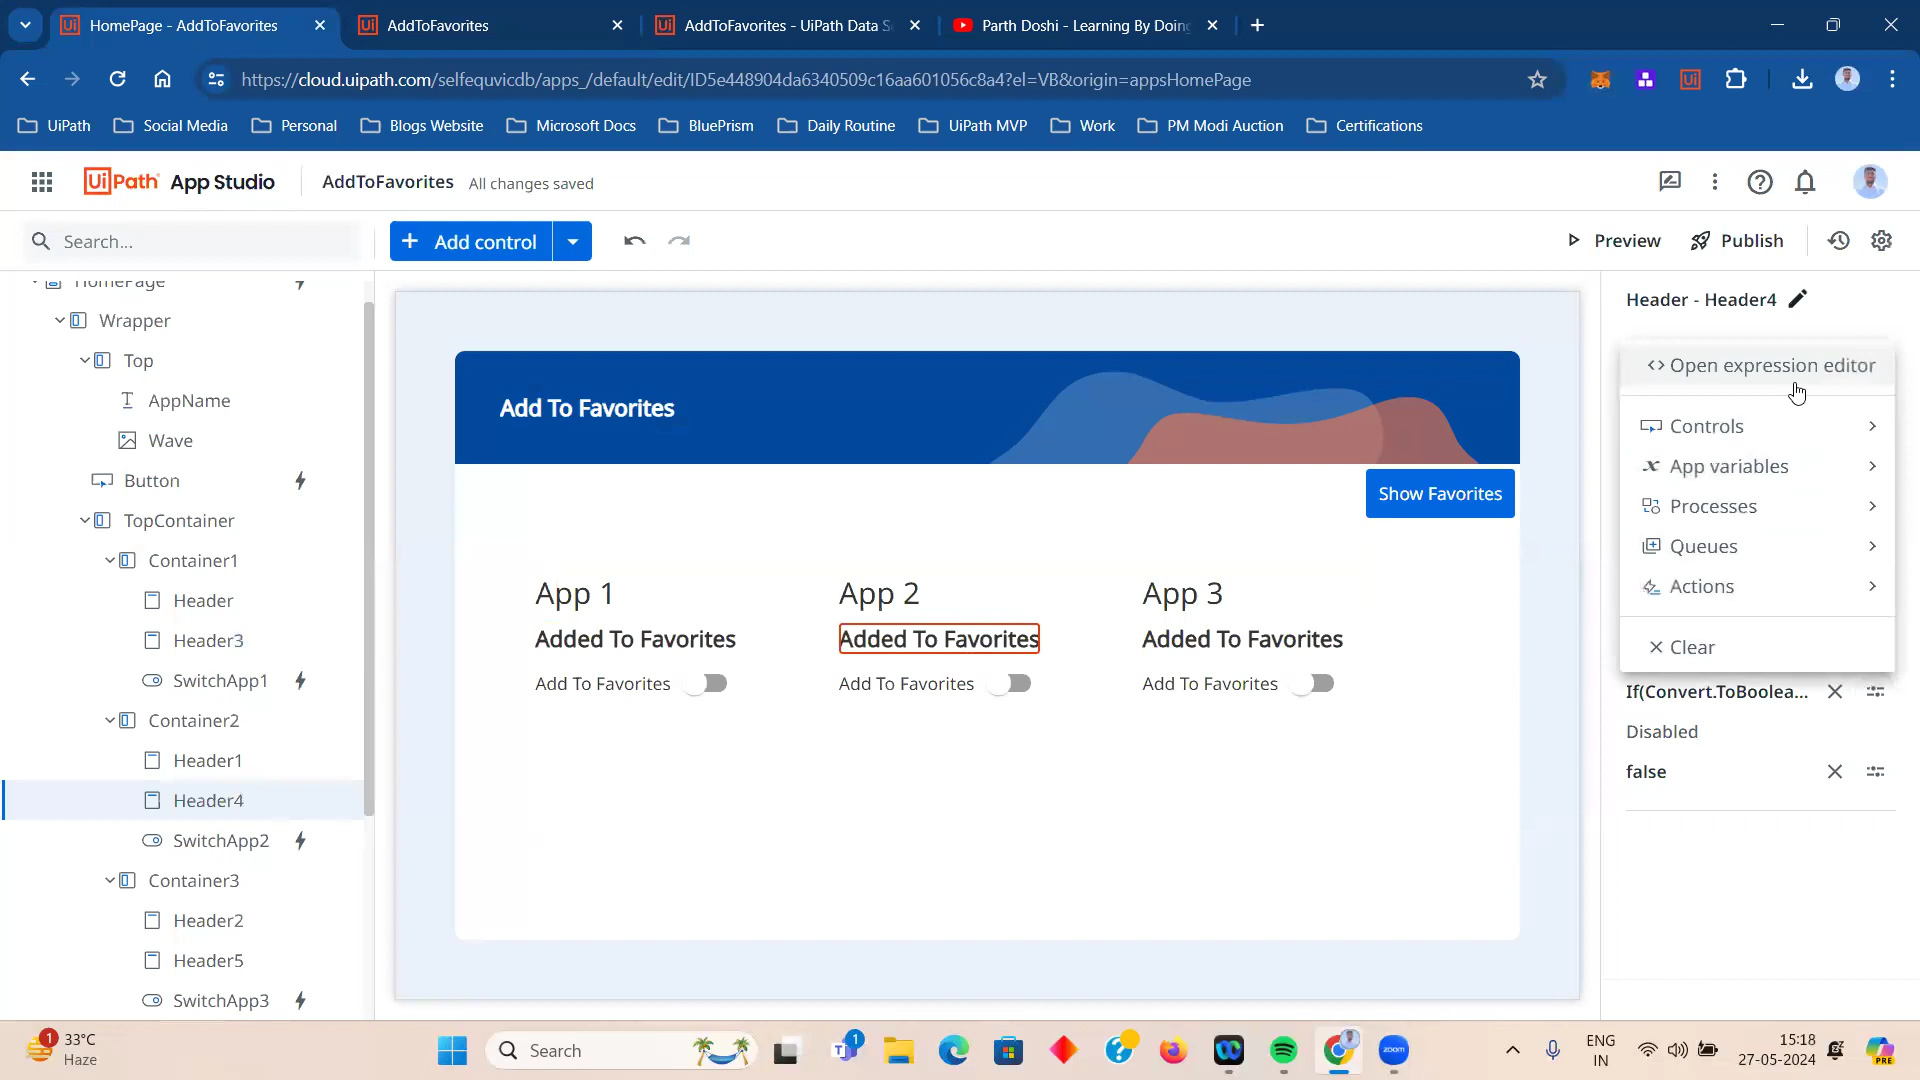 HomePage - AddToFavorites
AddToFavorites
AddToFavorites - UiPath Data S
Parth Doshi - Learning By Doing
https://cloud.uipath.com/selfequvicdb/apps_/default/edit/ID5e448904da6340509c16aa601056c8a4?el=VB&origin=appsHomePage
UiPath
Social Media
Personal
Blogs Website
Microsoft Docs
BluePrism
Daily Routine
UiPath MVP
Work
PM Modi Auction
Certifications
UiPath App Studio
AddToFavorites
All changes saved
Search...
Add control
Preview
Publish
HomePage
Wrapper
Top
AppName
Wave
Button
TopContainer
Container1
Header
Header3
SwitchApp1
Container2
Header1
Header4
SwitchApp2
Container3
Header2
Header5
SwitchApp3
Add To Favorites
Show Favorites
App 1
App 2
App 3
Added To Favorites
Added To Favorites
Added To Favorites
Add To Favorites
Add To Favorites
Add To Favorites
Header - Header4
Open expression editor
Controls
App variables
Processes
Queues
Actions
Clear
If(Convert.ToBoolea...
Disabled
false
1
33°C
Haze
Search
1
zoom
ENG
IN
15:18
27-05-2024
PRE